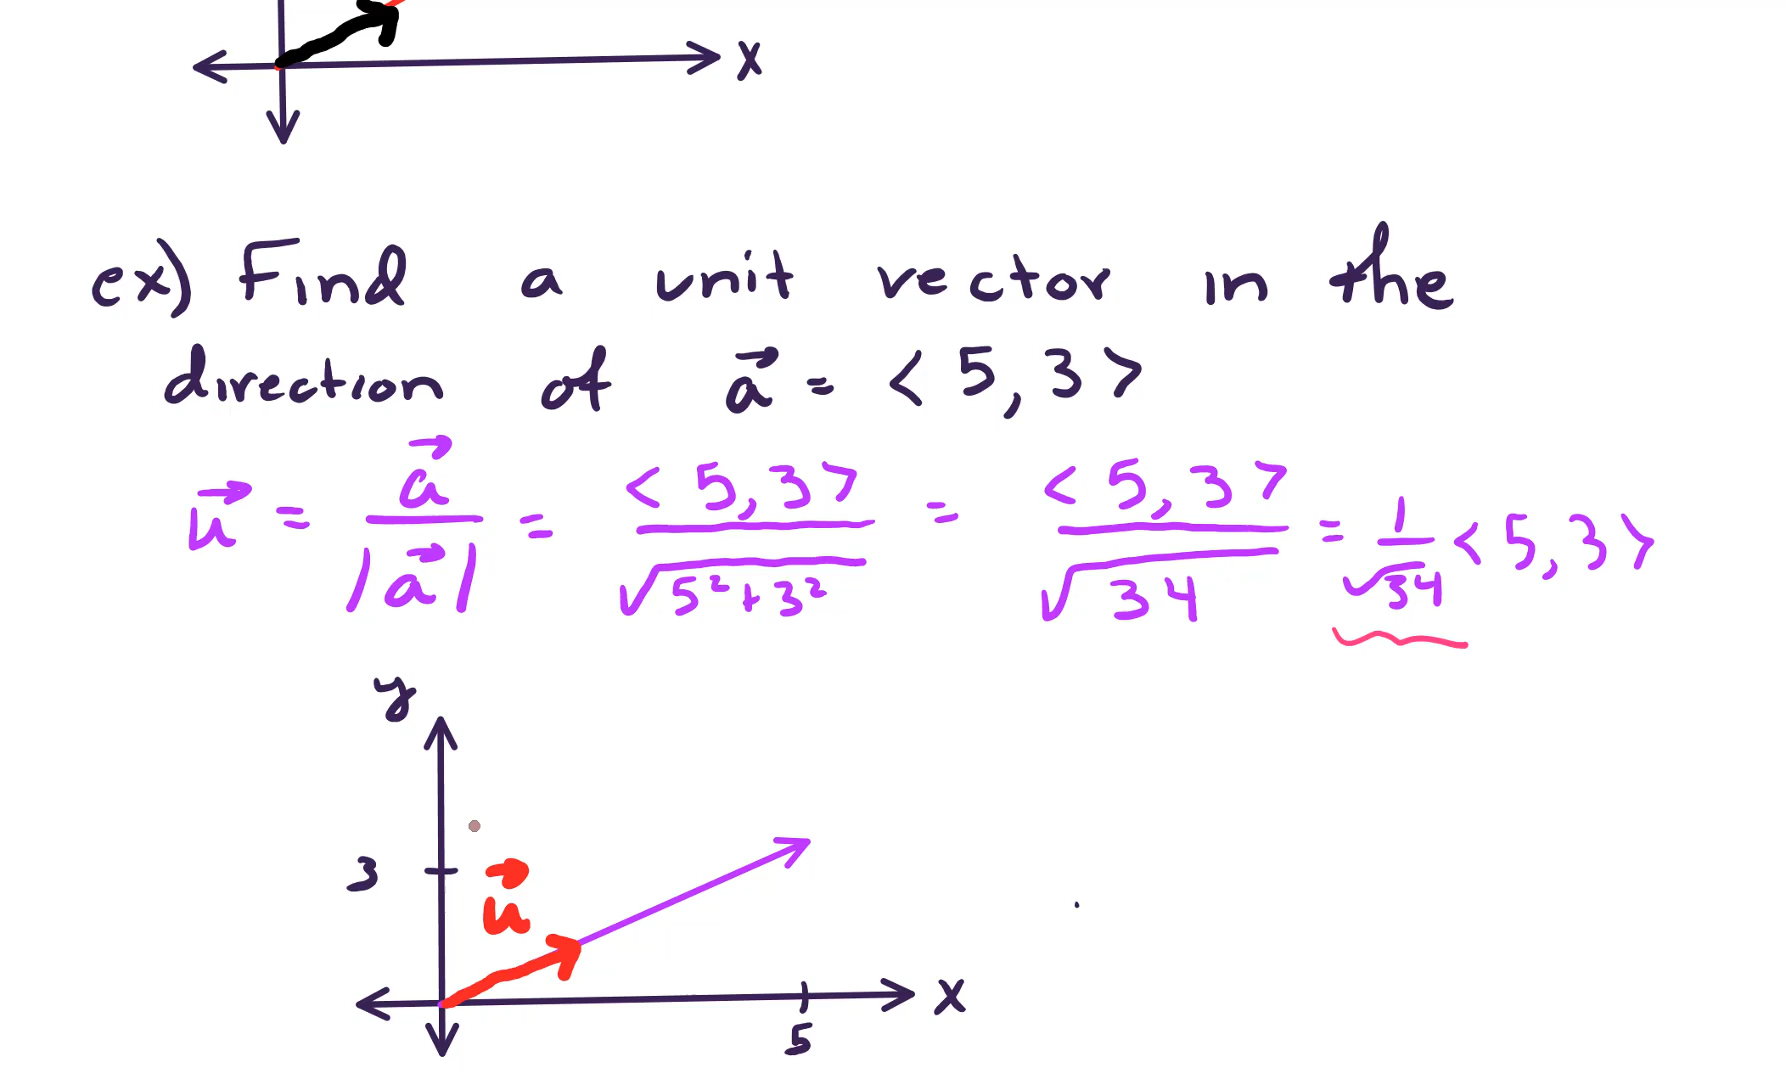 x
ex) Find a unit vector in the
direction of a⃗ = < 5, 3 >
u⃗ = a⃗ / |a⃗| = < 5, 3 > / √(5² + 3²) = < 5, 3 > / √34 = 1/√34 < 5, 3 >
y
3
u⃗
x
5